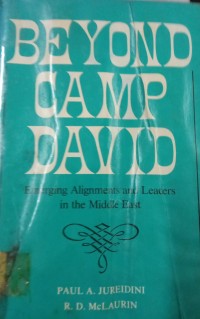 BEYOND
CAMP
DAVID
Emerging Alignments and Leaders
in the Middle East
PAUL A. JUREIDINI
R. D. McLAURIN